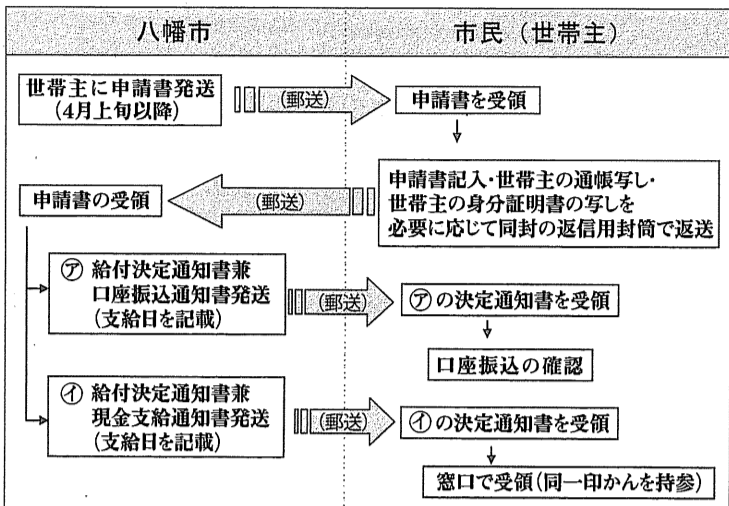 八幡市
市民（世帯主）
世帯主に申請書発送
(4月上旬以降)
(郵送)
申請書を受領
申請書記入・世帯主の通帳写し・
世帯主の身分証明書の写しを
必要に応じて同封の返信用封筒で返送
(郵送)
申請書の受領
㋐ 給付決定通知書兼
口座振込通知書発送
(支給日を記載)
(郵送)
㋐の決定通知書を受領
口座振込の確認
㋑ 給付決定通知書兼
現金支給通知書発送
(支給日を記載)
(郵送)
㋑の決定通知書を受領
窓口で受領(同一印かんを持参)